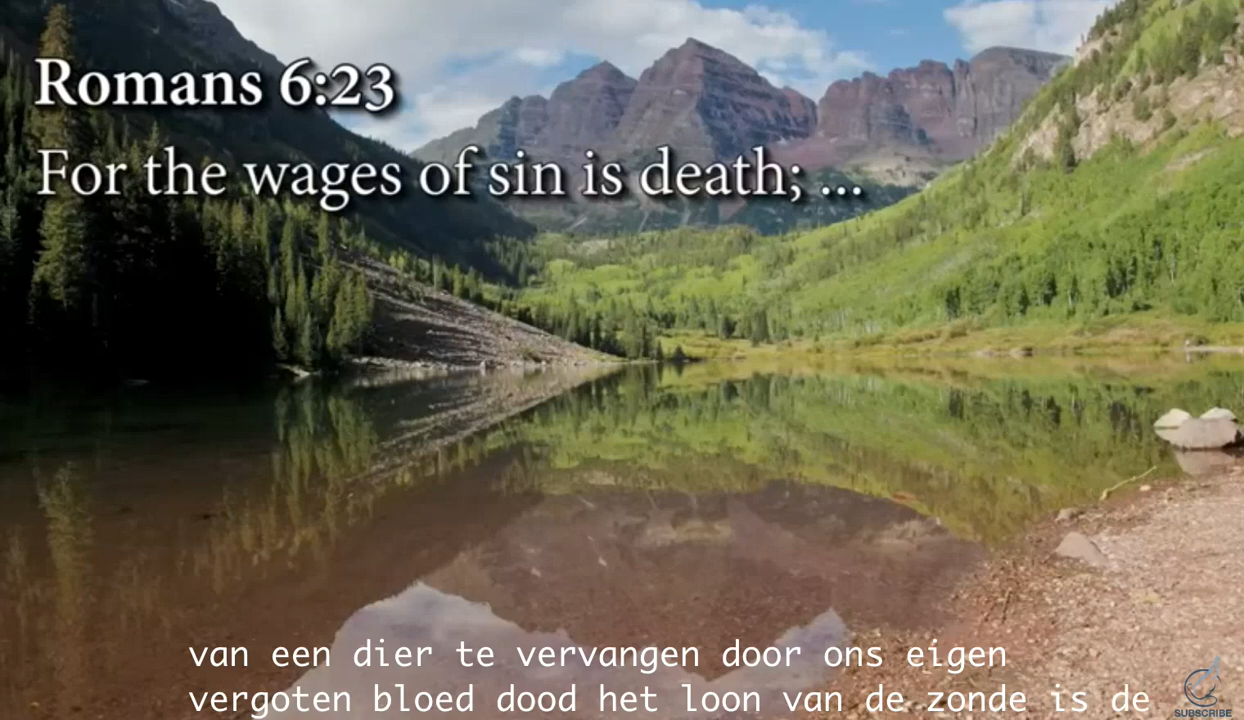 Romans 6:23
For the wages of sin is death; ...
van een dier te vervangen door ons eigen
vergoten bloed dood het loon van de zonde is de
SUBSCRIBE